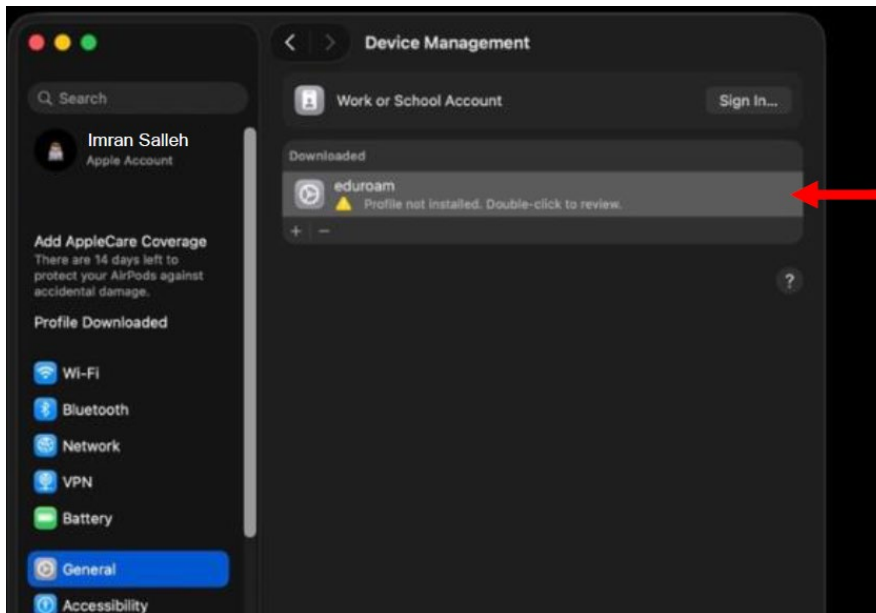 Device Management
Search
Work or School Account
Sign In...
Imran Salleh
Apple Account
Downloaded
eduroam
Profile not installed. Double-click to review.
Add AppleCare Coverage
There are 14 days left to
protect your AirPods against
accidental damage.
?
Profile Downloaded
Wi-Fi
Bluetooth
Network
VPN
Battery
General
Accessibility